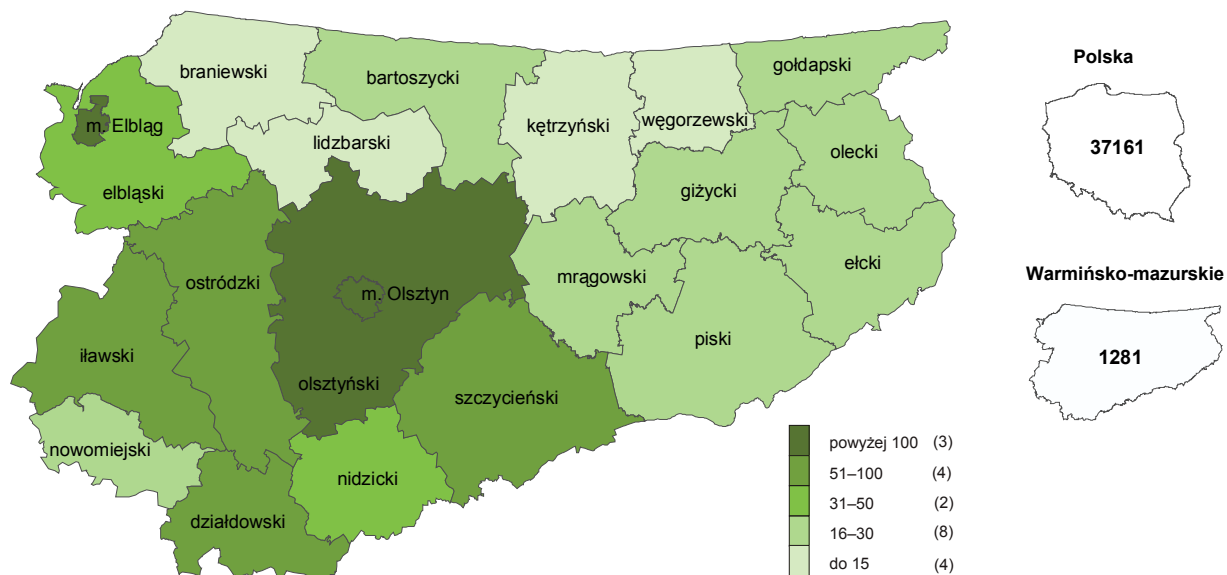 braniewski
bartoszycki
gołdapski
m. Elbląg
kętrzyński
węgorzewski
lidzbarski
olecki
elbląski
giżycki
ostródzki
m. Olsztyn
mrągowski
ełcki
iławski
piski
olsztyński
szczycieński
nowomiejski
nidzicki
działdowski
powyżej 100 (3)
51–100 (4)
31–50 (2)
16–30 (8)
do 15 (4)
Polska
37161
Warmińsko-mazurskie
1281